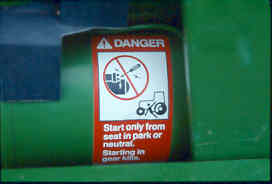 DANGER
Start only from
seat in park or
neutral.
Starting in
gear kills.